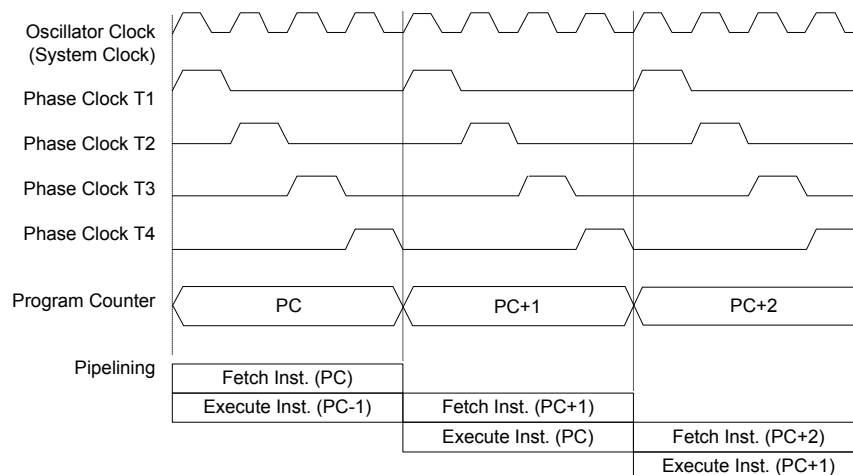 Oscillator Clock
(System Clock)
Phase Clock T1
Phase Clock T2
Phase Clock T3
Phase Clock T4
Program Counter
PC
PC+1
PC+2
Pipelining
Fetch Inst. (PC)
Execute Inst. (PC-1)
Fetch Inst. (PC+1)
Execute Inst. (PC)
Fetch Inst. (PC+2)
Execute Inst. (PC+1)